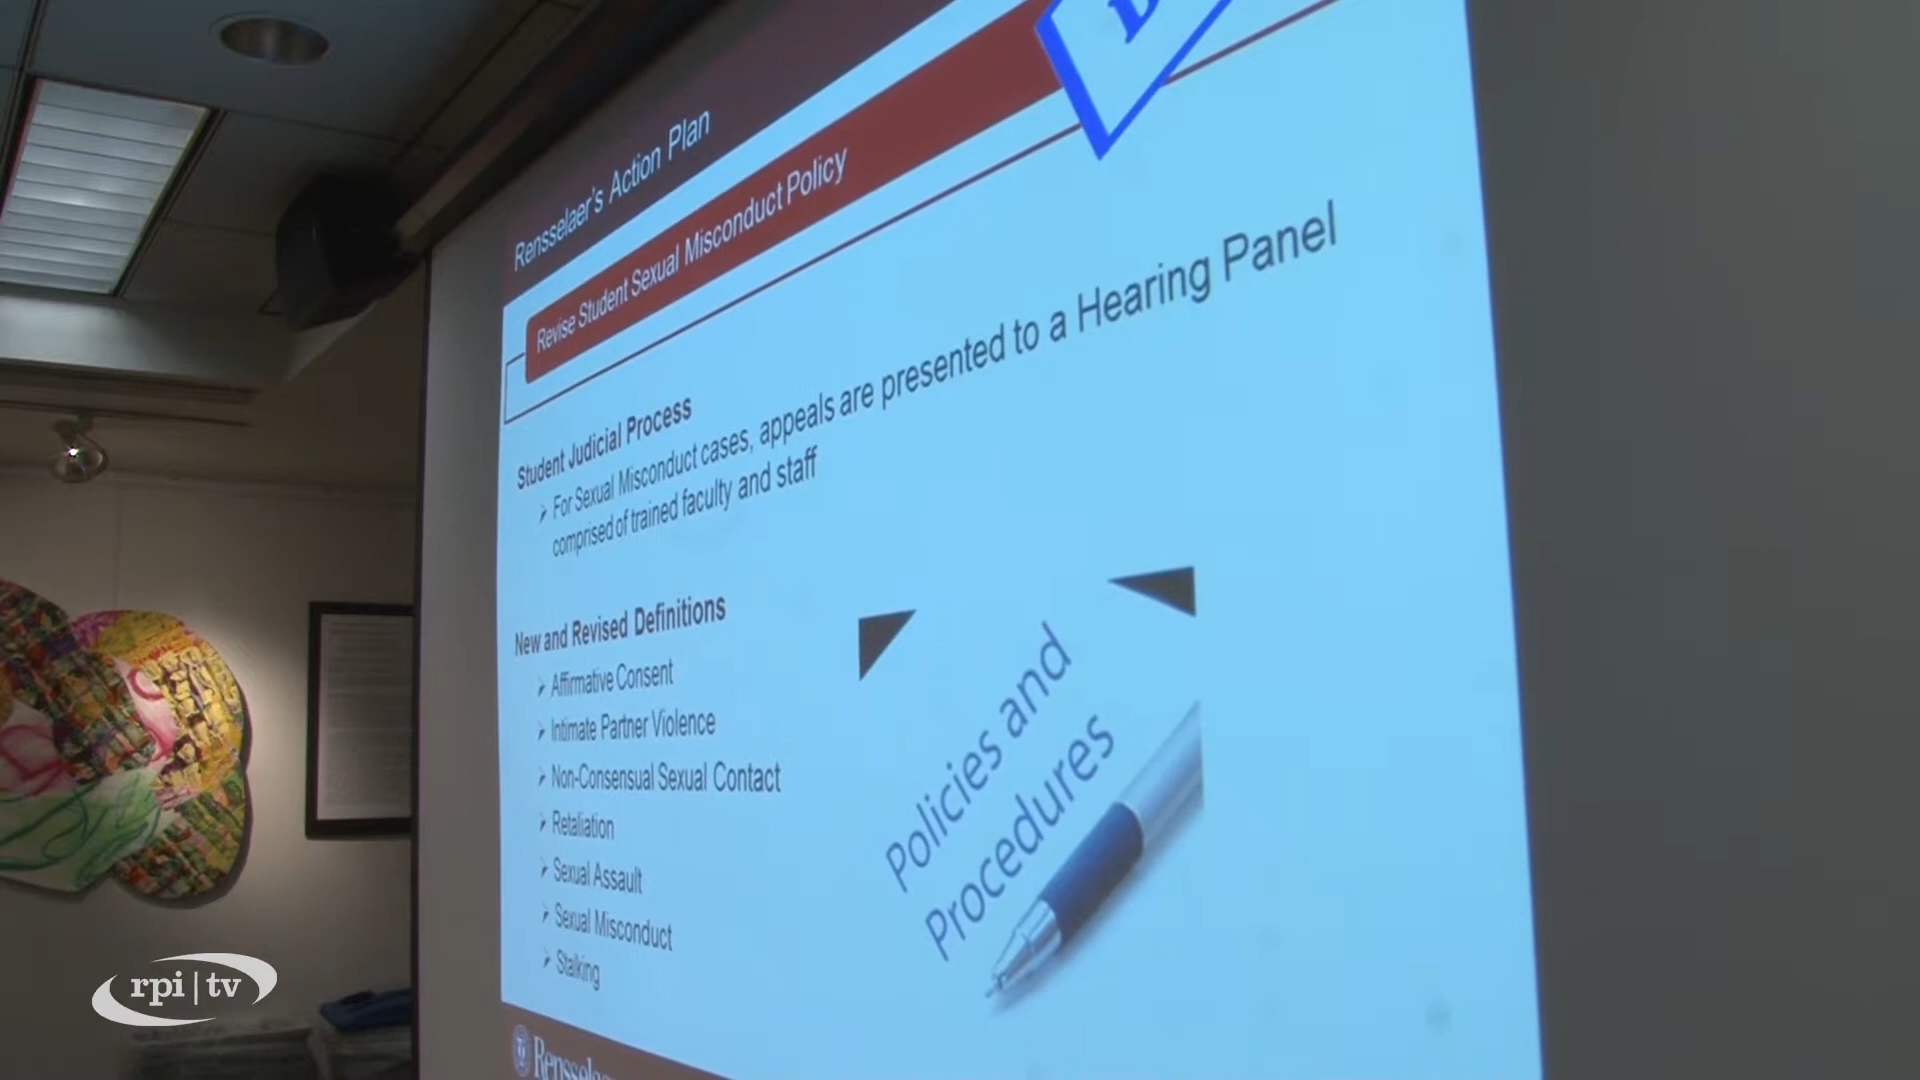 Rensselaer's Action Plan
Revise Student Sexual Misconduct Policy
Student Judicial Process
For Sexual Misconduct cases, appeals are presented to a Hearing Panel
comprised of trained faculty and staff
New and Revised Definitions
Affirmative Consent
Intimate Partner Violence
Non-Consensual Sexual Contact
Retaliation
Sexual Assault
Sexual Misconduct
Stalking
Policies and
Procedures
rpi|tv